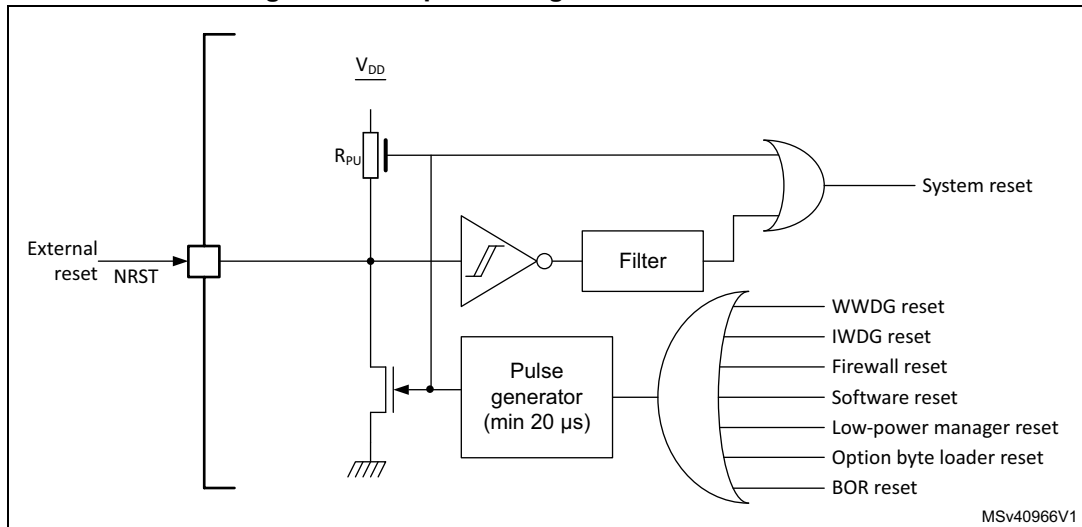 V_DD
R_PU
System reset
External
reset
NRST
Filter
WWDG reset
IWDG reset
Firewall reset
Software reset
Low-power manager reset
Option byte loader reset
BOR reset
Pulse
generator
(min 20 µs)
MSv40966V1